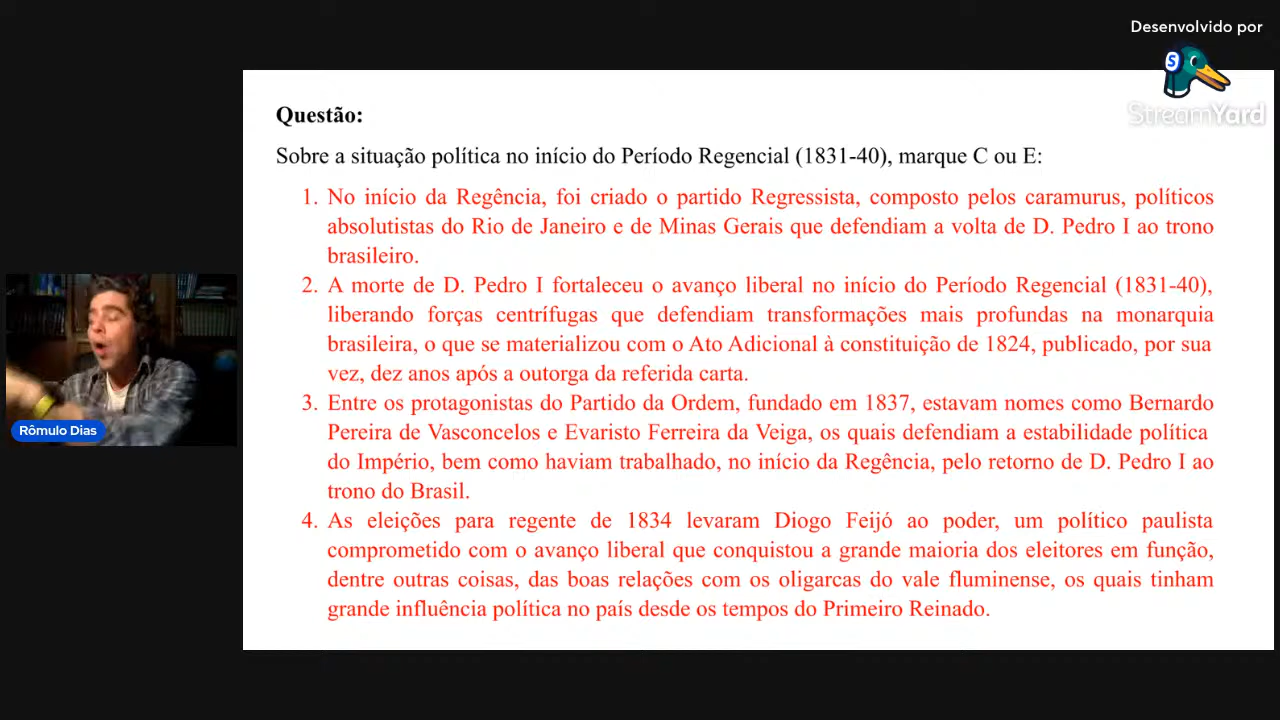 Desenvolvido por
StreamYard
Questão:
Sobre a situação política no início do Período Regencial (1831-40), marque C ou E:
1. No início da Regência, foi criado o partido Regressista, composto pelos caramurus, políticos
absolutistas do Rio de Janeiro e de Minas Gerais que defendiam a volta de D. Pedro I ao trono
brasileiro.
2. A morte de D. Pedro I fortaleceu o avanço liberal no início do Período Regencial (1831-40),
liberando forças centrífugas que defendiam transformações mais profundas na monarquia
brasileira, o que se materializou com o Ato Adicional à constituição de 1824, publicado, por sua
vez, dez anos após a outorga da referida carta.
3. Entre os protagonistas do Partido da Ordem, fundado em 1837, estavam nomes como Bernardo
Pereira de Vasconcelos e Evaristo Ferreira da Veiga, os quais defendiam a estabilidade política
do Império, bem como haviam trabalhado, no início da Regência, pelo retorno de D. Pedro I ao
trono do Brasil.
4. As eleições para regente de 1834 levaram Diogo Feijó ao poder, um político paulista
comprometido com o avanço liberal que conquistou a grande maioria dos eleitores em função,
dentre outras coisas, das boas relações com os oligarcas do vale fluminense, os quais tinham
grande influência política no país desde os tempos do Primeiro Reinado.
Rômulo Dias